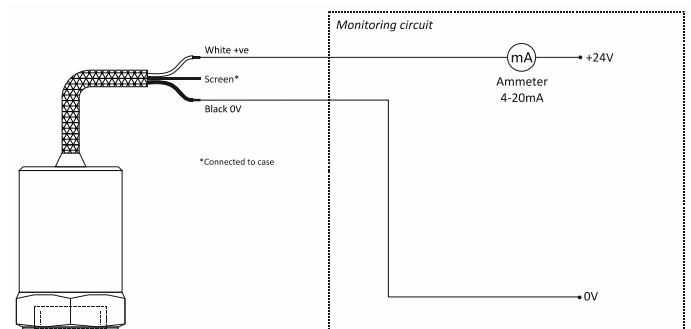 Monitoring circuit
White +ve
mA
+24V
Screen*
Ammeter
4-20mA
Black 0V
*Connected to case
0V